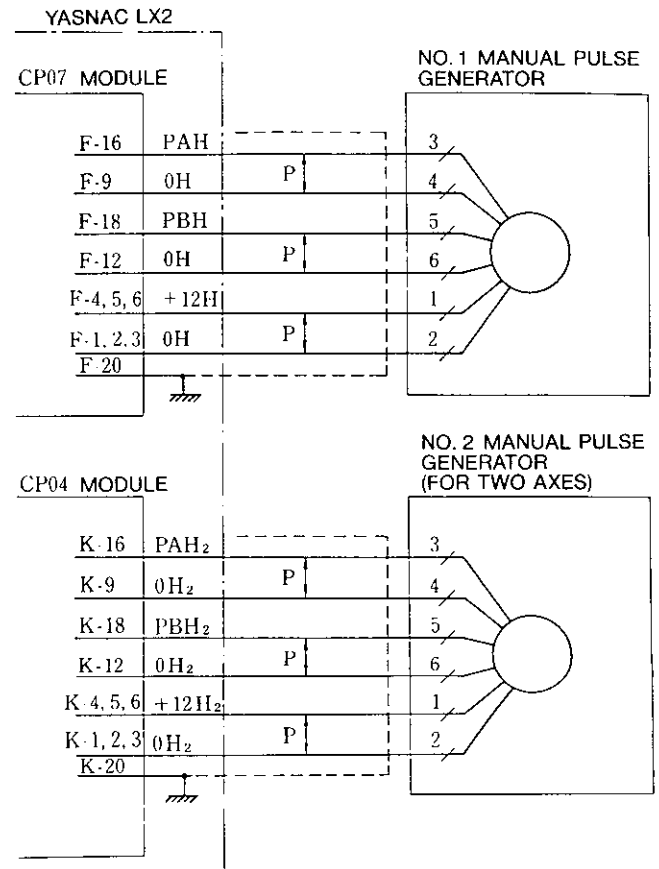 YASNAC LX2
CP07 MODULE
NO. 1 MANUAL PULSE
GENERATOR
F-16 PAH 3
P
F-9 0H 4
F-18 PBH 5
P
F-12 0H 6
F-4, 5, 6 +12H 1
P
F-1, 2, 3 0H 2
F-20
CP04 MODULE
NO. 2 MANUAL PULSE
GENERATOR
(FOR TWO AXES)
K-16 PAH₂ 3
P
K-9 0H₂ 4
K-18 PBH₂ 5
P
K-12 0H₂ 6
K-4, 5, 6 +12H₂ 1
P
K-1, 2, 3 0H₂ 2
K-20